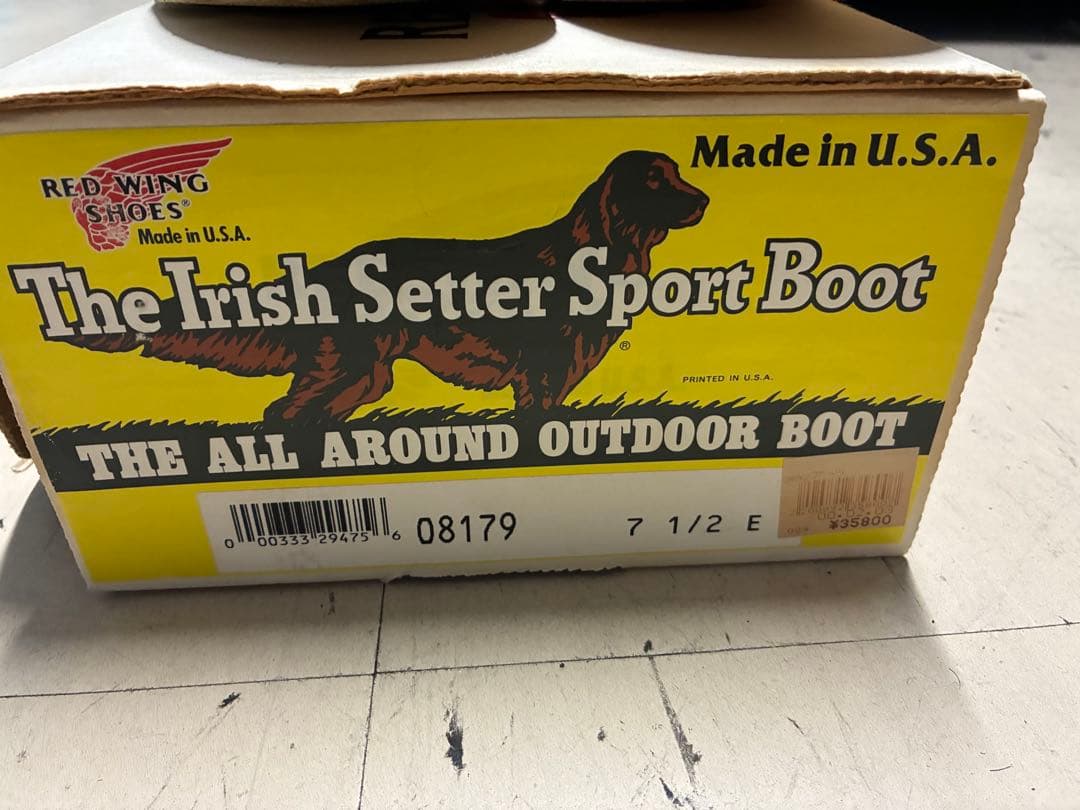 Made in U.S.A.
RED WING
SHOES®
Made in U.S.A.
The Irish Setter Sport Boot
®
PRINTED IN U.S.A.
THE ALL AROUND OUTDOOR BOOT
0 00333 29475 6
08179
7 1/2 E
¥35800